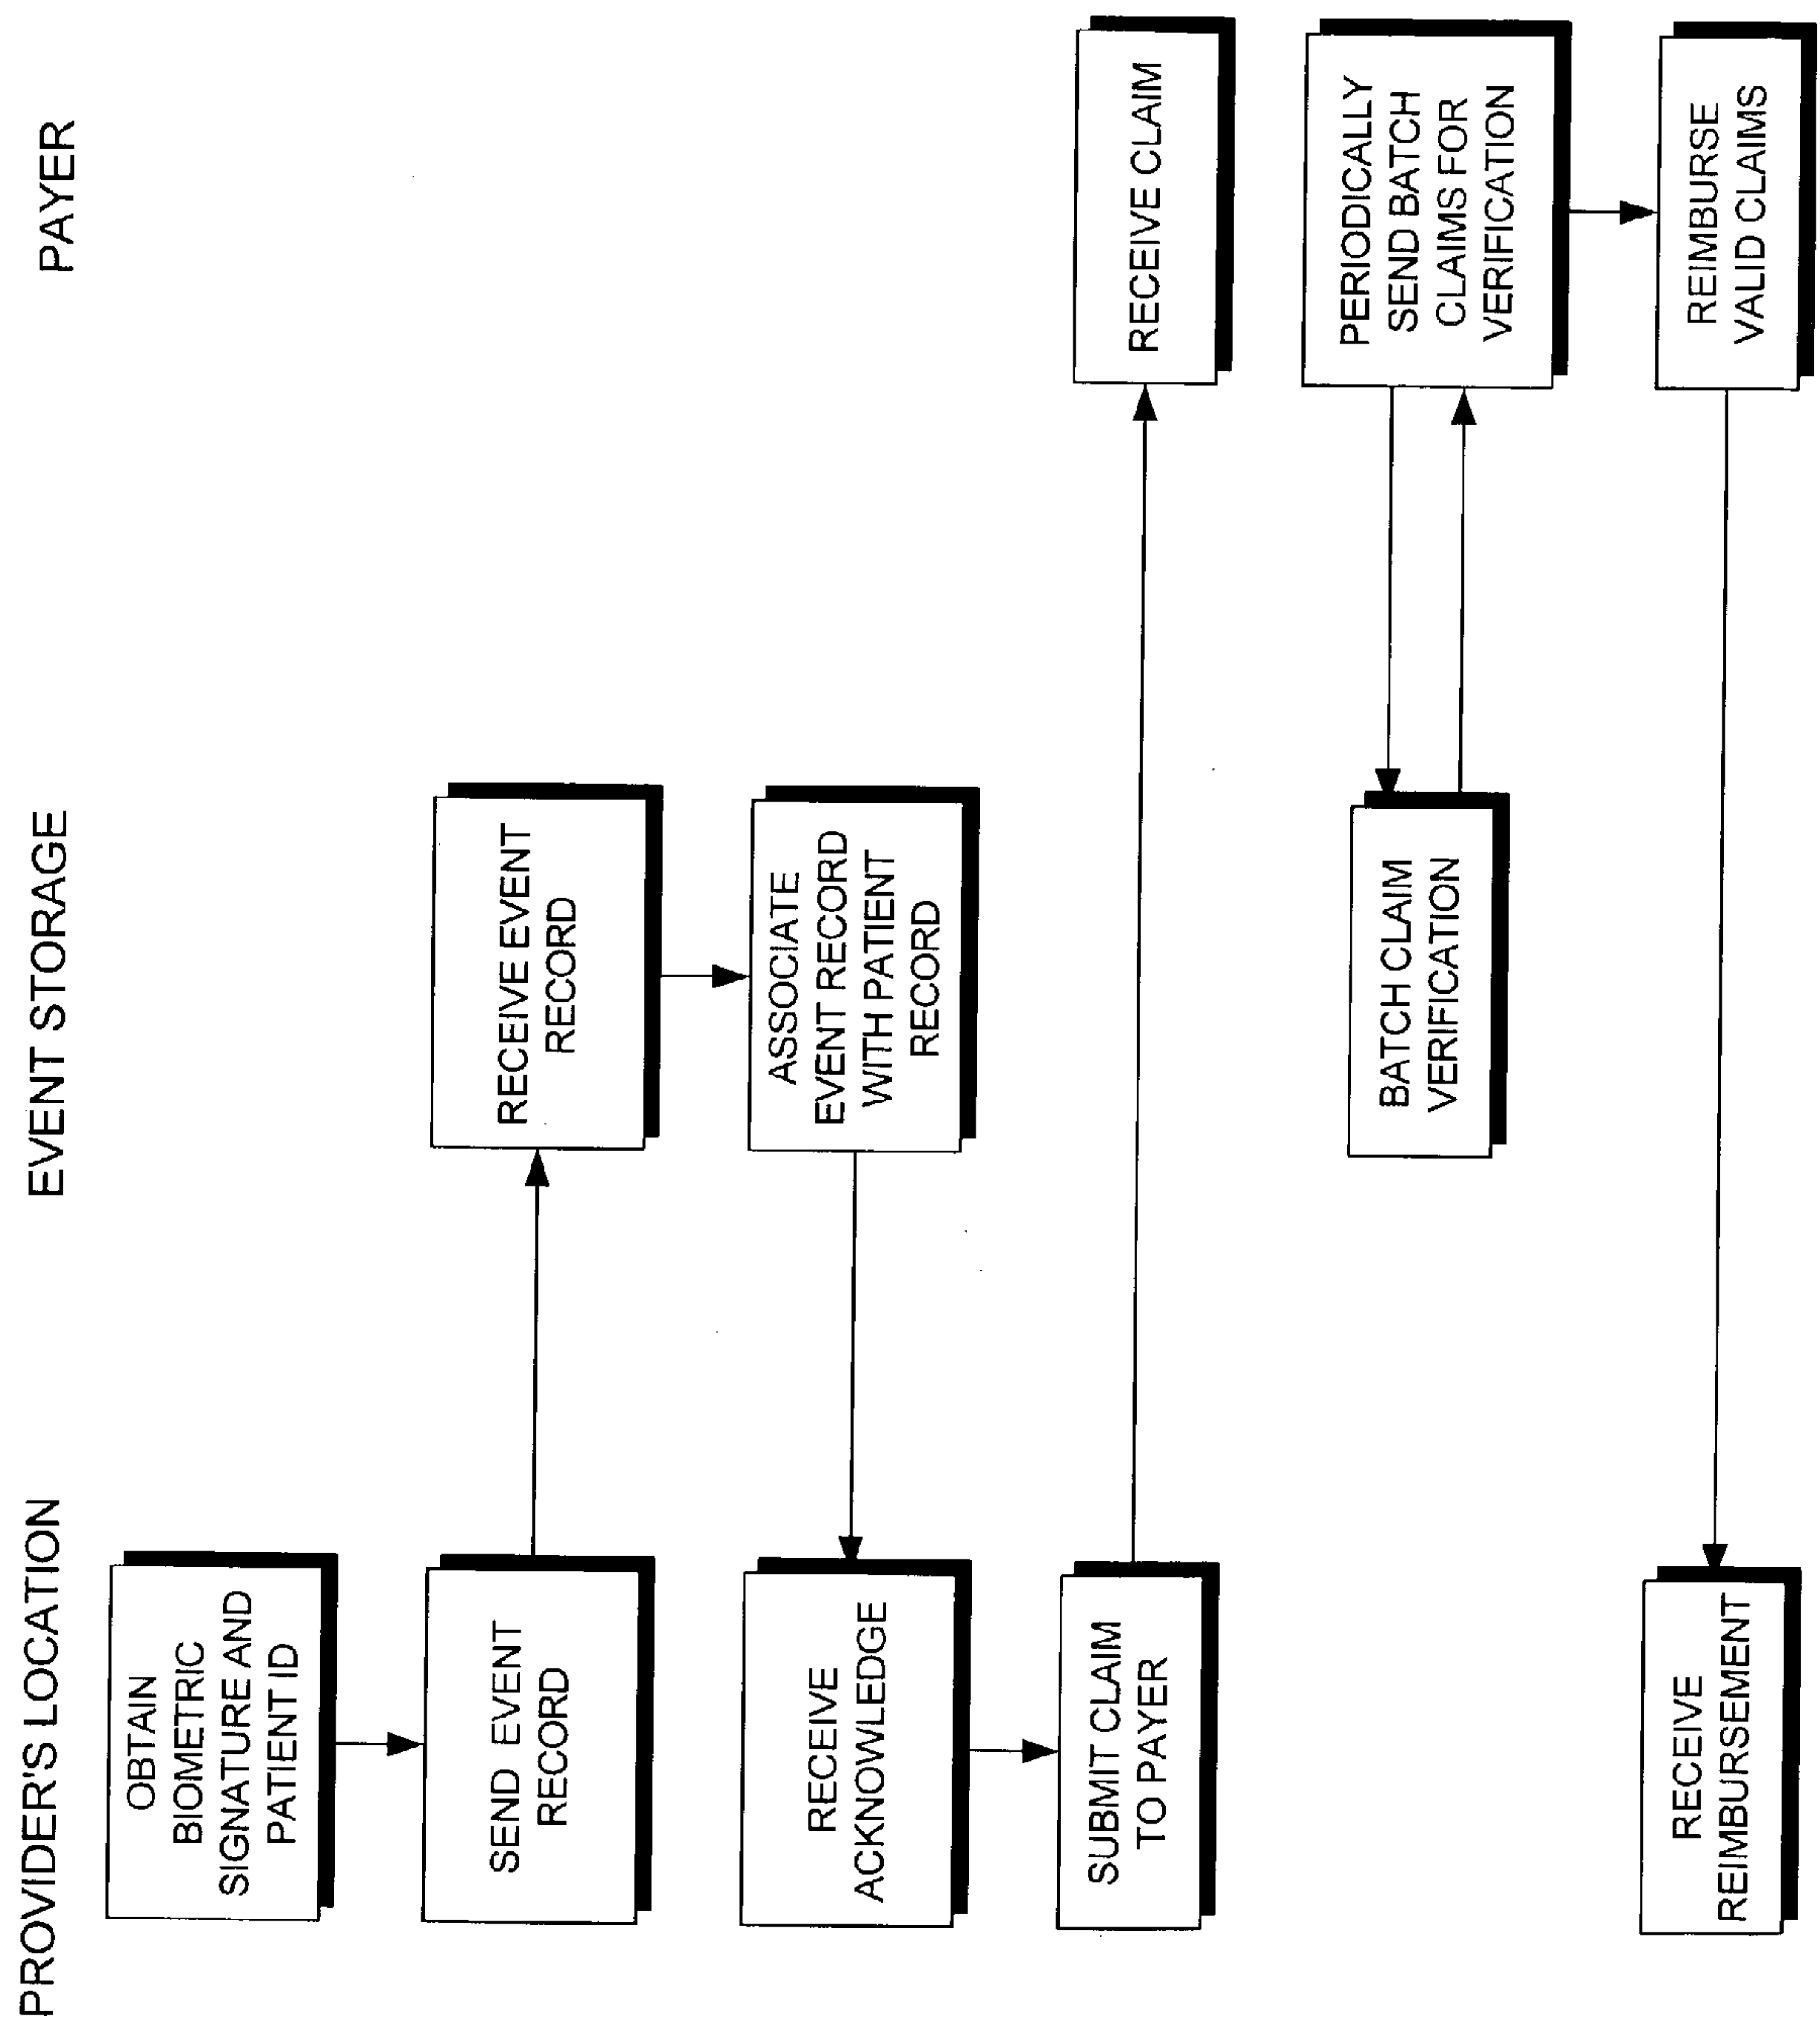 PROVIDER'S LOCATION
EVENT STORAGE
PAYER
OBTAIN
BIOMETRIC
SIGNATURE AND
PATIENT ID
SEND EVENT
RECORD
RECEIVE EVENT
RECORD
ASSOCIATE
EVENT RECORD
WITH PATIENT
RECORD
RECEIVE
ACKNOWLEDGE
SUBMIT CLAIM
TO PAYER
RECEIVE CLAIM
PERIODICALLY
SEND BATCH
CLAIMS FOR
VERIFICATION
BATCH CLAIM
VERIFICATION
REIMBURSE
VALID CLAIMS
RECEIVE
REIMBURSEMENT